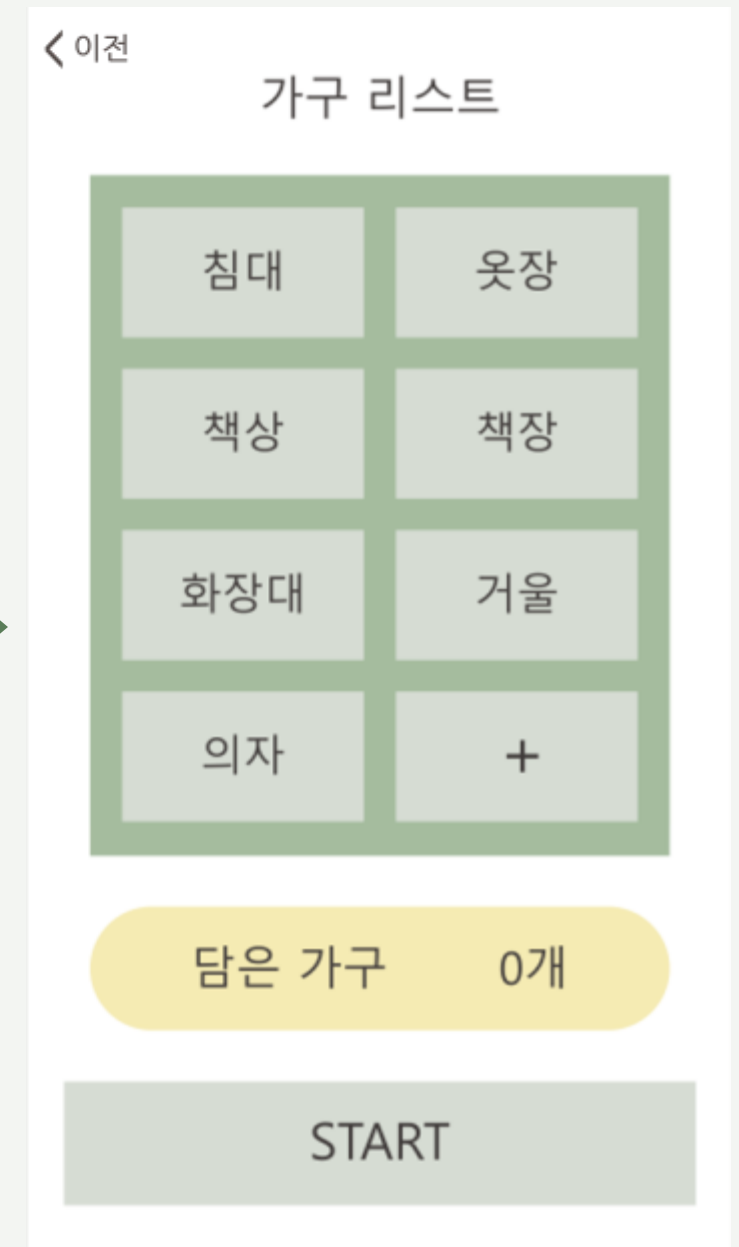 이전
가구 리스트
침대 옷장
책상 책장
화장대 거울
의자 +
담은 가구 0개
START